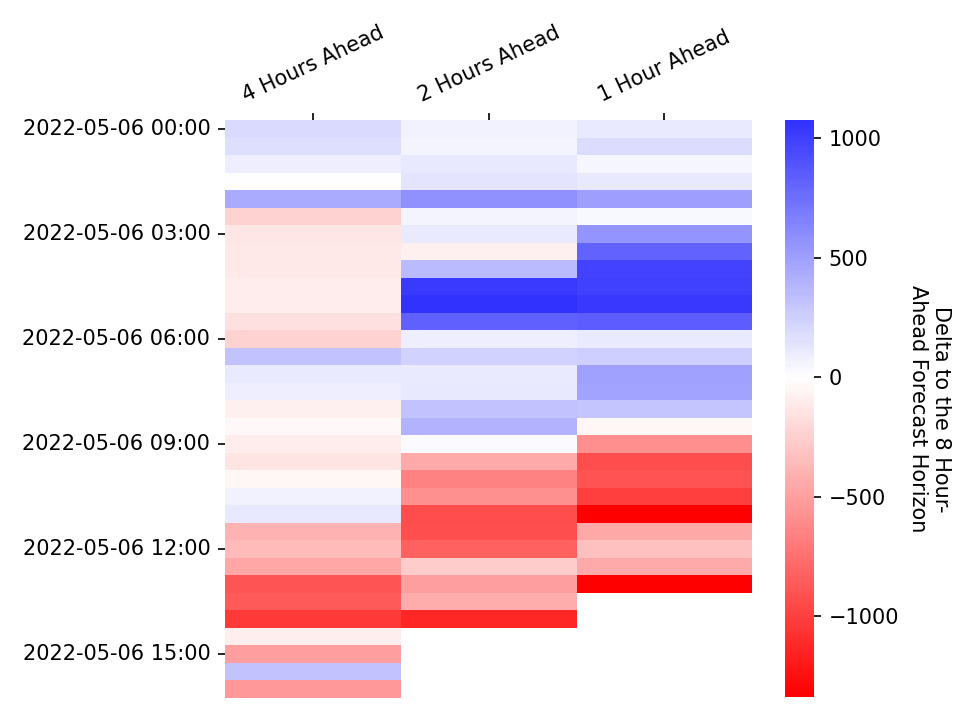 4 Hours Ahead
2 Hours Ahead
1 Hour Ahead
2022-05-06 00:00
2022-05-06 03:00
2022-05-06 06:00
2022-05-06 09:00
2022-05-06 12:00
2022-05-06 15:00
1000
500
0
−500
−1000
Delta to the 8 Hour-
Ahead Forecast Horizon